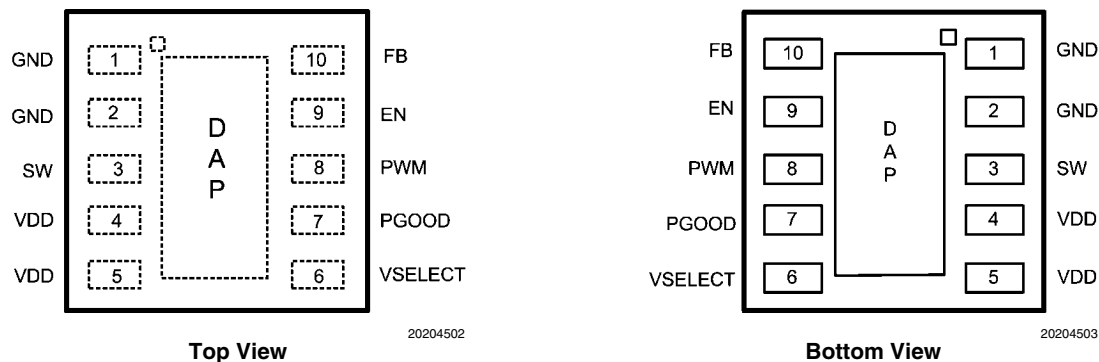 GND 1 10 FB
GND 2 9 EN
SW 3 8 PWM
VDD 4 7 PGOOD
VDD 5 6 VSELECT
D
A
P
20204502
Top View
FB 10 1 GND
EN 9 2 GND
PWM 8 3 SW
PGOOD 7 4 VDD
VSELECT 6 5 VDD
D
A
P
20204503
Bottom View